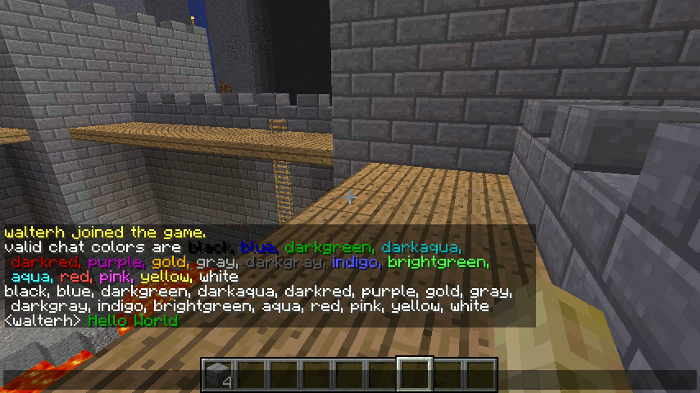 walterh joined the game.
valid chat colors are black, blue, darkgreen, darkaqua,
darkred, purple, gold, gray, darkgray, indigo, brightgreen,
aqua, red, pink, yellow, white
black, blue, darkgreen, darkaqua, darkred, purple, gold, gray,
darkgray, indigo, brightgreen, aqua, red, pink, yellow, white
<walterh> Hello World
4